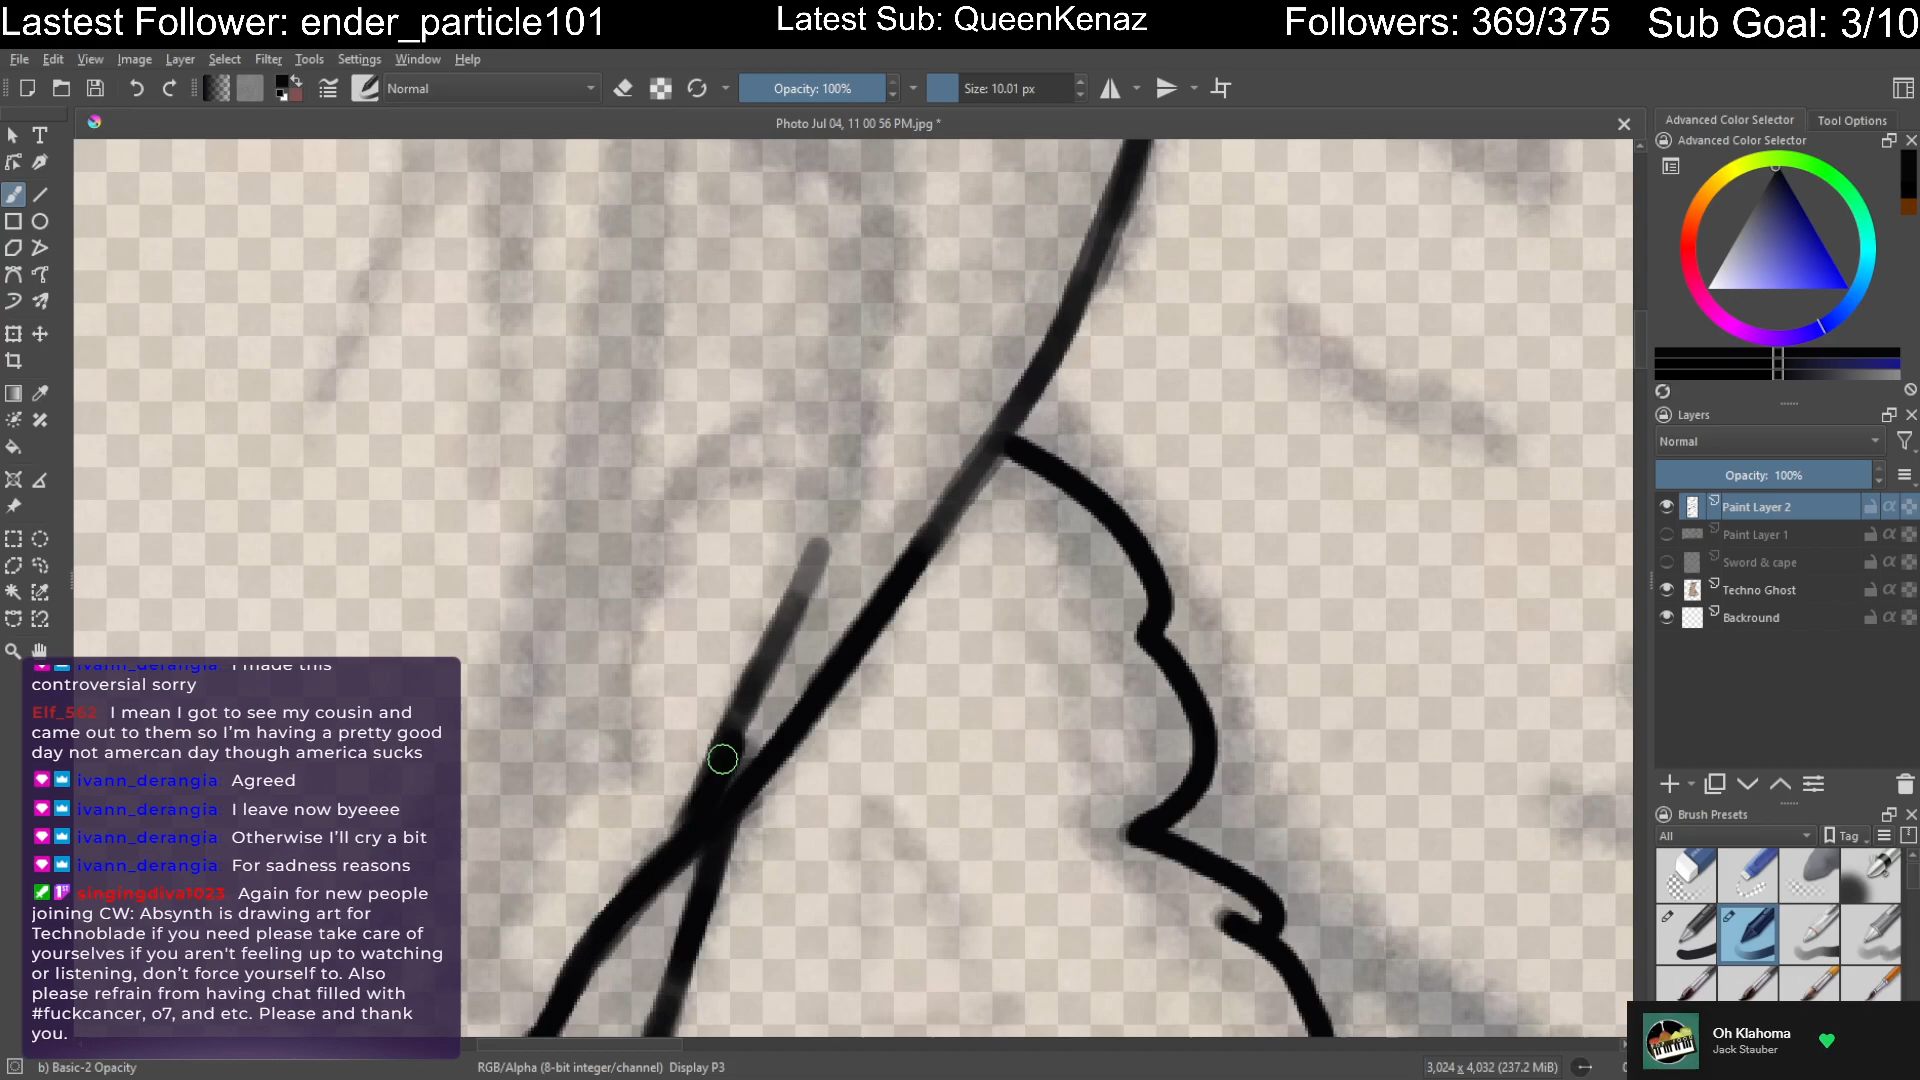 Lastest Follower: ender_particle101
Latest Sub: QueenKenaz
Followers: 369/375
Sub Goal: 3/10
File Edit View Image Layer Select Filter Tools Settings Window Help
Normal
Opacity: 100%
Size: 10.01 px
Photo Jul 04, 11 00 56 PM.jpg *
Advanced Color Selector
Tool Options
Advanced Color Selector
Layers
Normal
Opacity: 100%
Paint Layer 2
Paint Layer 1
Sword & cape
Techno Ghost
Backround
Brush Presets
All
Tag
ivann_derangia: I made this
controversial sorry
Elf_562 I mean I got to see my cousin and
came out to them so I'm having a pretty good
day not amercan day though america sucks
ivann_derangia: Agreed
ivann_derangia: I leave now byeeee
ivann_derangia: Otherwise I'll cry a bit
ivann_derangia: For sadness reasons
singingdiva1023: Again for new people
joining CW: Absynth is drawing art for
Technoblade if you need please take care of
yourselves if you aren't feeling up to watching
or listening, don't force yourself to. Also
please refrain from having chat filled with
#fuckcancer, o7, and etc. Please and thank
you.
Oh Klahoma
Jack Stauber
b) Basic-2 Opacity
RGB/Alpha (8-bit integer/channel) Display P3
3,024 x 4,032 (237.2 MiB)